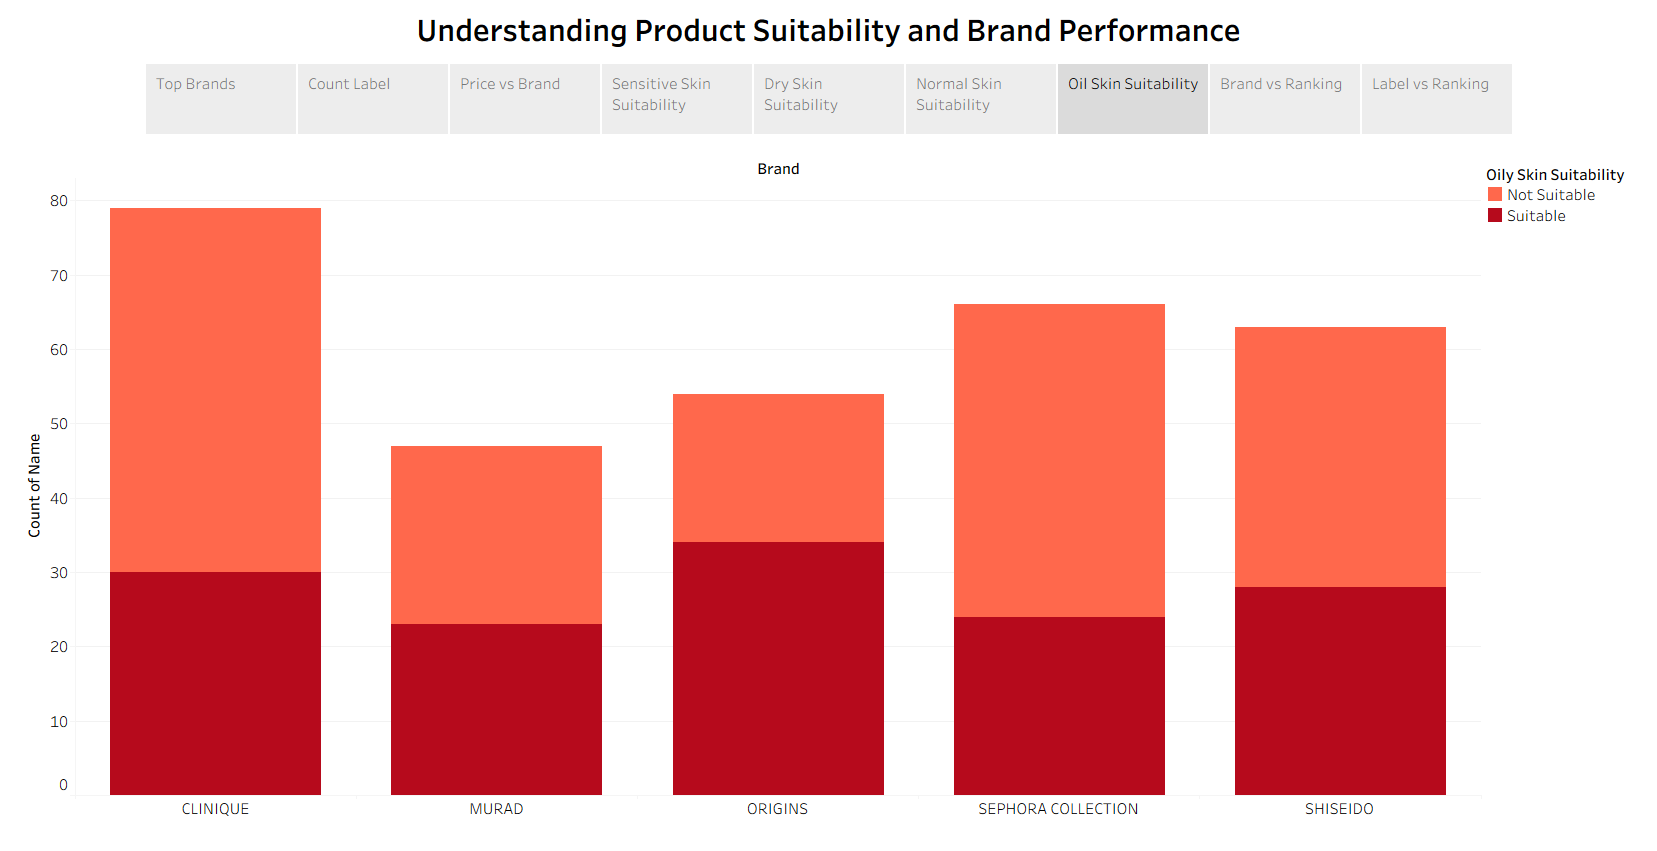 Understanding Product Suitability and Brand Performance
Top Brands
Count Label
Price vs Brand
Sensitive Skin
Suitability
Dry Skin
Suitability
Normal Skin
Suitability
Oil Skin Suitability
Brand vs Ranking
Label vs Ranking
Brand
Oily Skin Suitability
Not Suitable
Suitable
Count of Name
80
70
60
50
40
30
20
10
0
CLINIQUE
MURAD
ORIGINS
SEPHORA COLLECTION
SHISEIDO